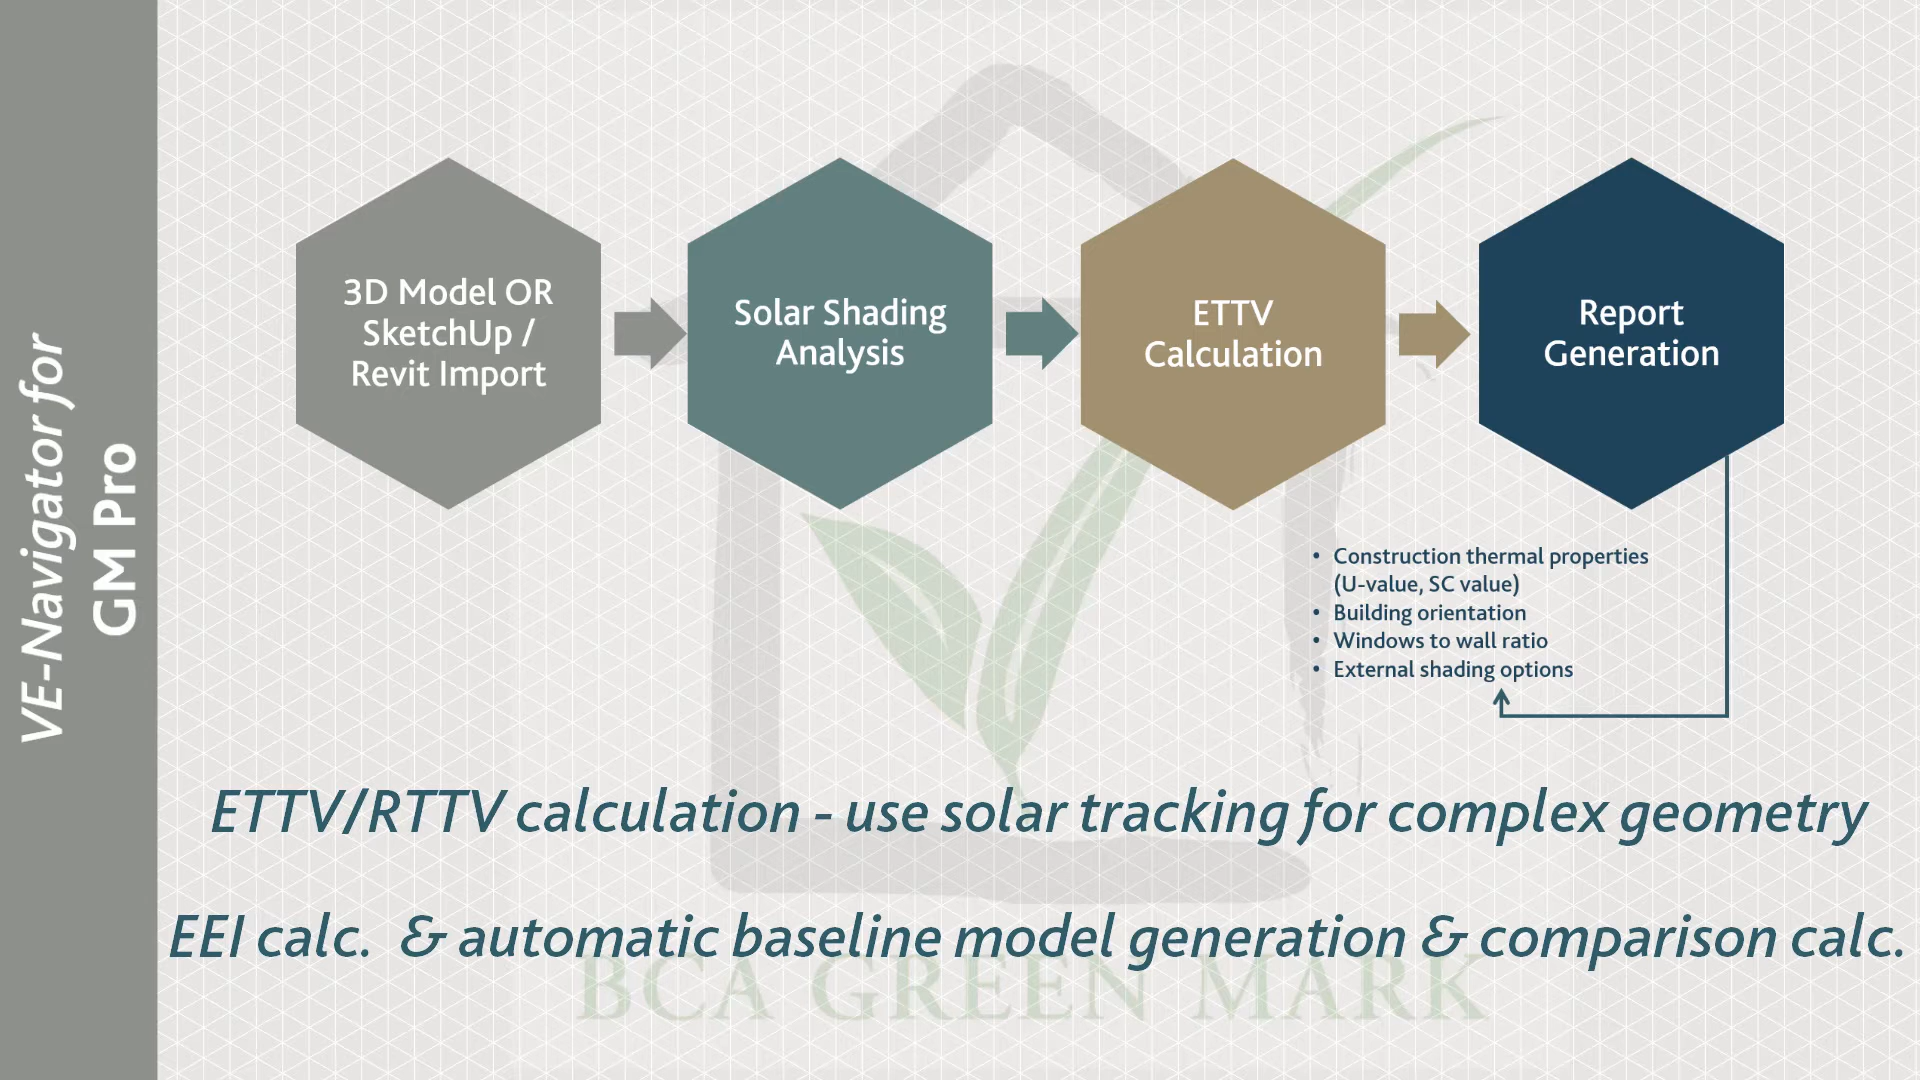 VE-Navigator for
GM Pro
3D Model OR
SketchUp /
Revit Import
Solar Shading
Analysis
ETTV
Calculation
Report
Generation
• Construction thermal properties
(U-value, SC value)
• Building orientation
• Windows to wall ratio
• External shading options
ETTV/RTTV calculation - use solar tracking for complex geometry
EEI calc. & automatic baseline model generation & comparison calc.
BCA GREEN MARK